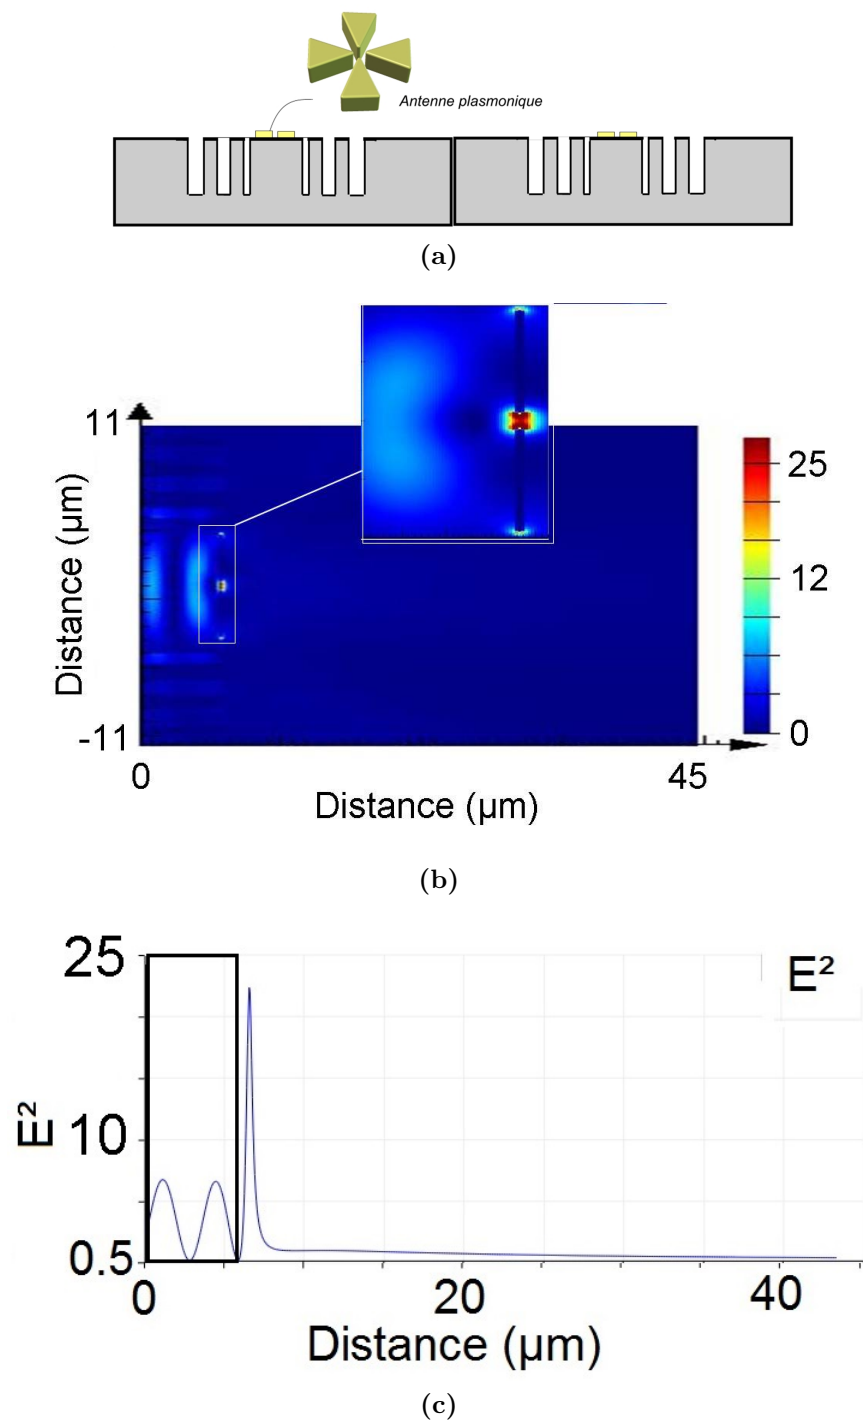 Antenne plasmonique
(a)
11
Distance (µm)
-11
0
45
Distance (µm)
25
12
0
(b)
25
10
0.5
E²
E²
0
20
40
Distance (µm)
(c)